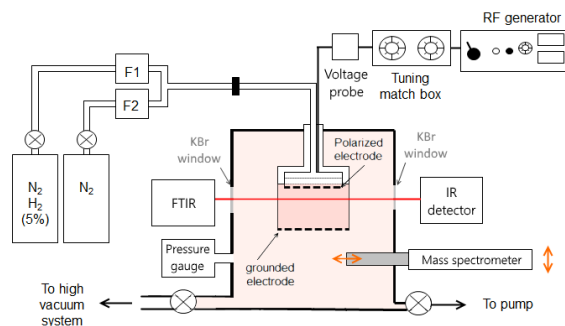 RF generator
F1
F2
Voltage
probe
Tuning
match box
KBr
window
Polarized
electrode
KBr
window
N2
H2
(5%)
N2
FTIR
IR
detector
Pressure
gauge
grounded
electrode
Mass spectrometer
To high
vacuum
system
To pump